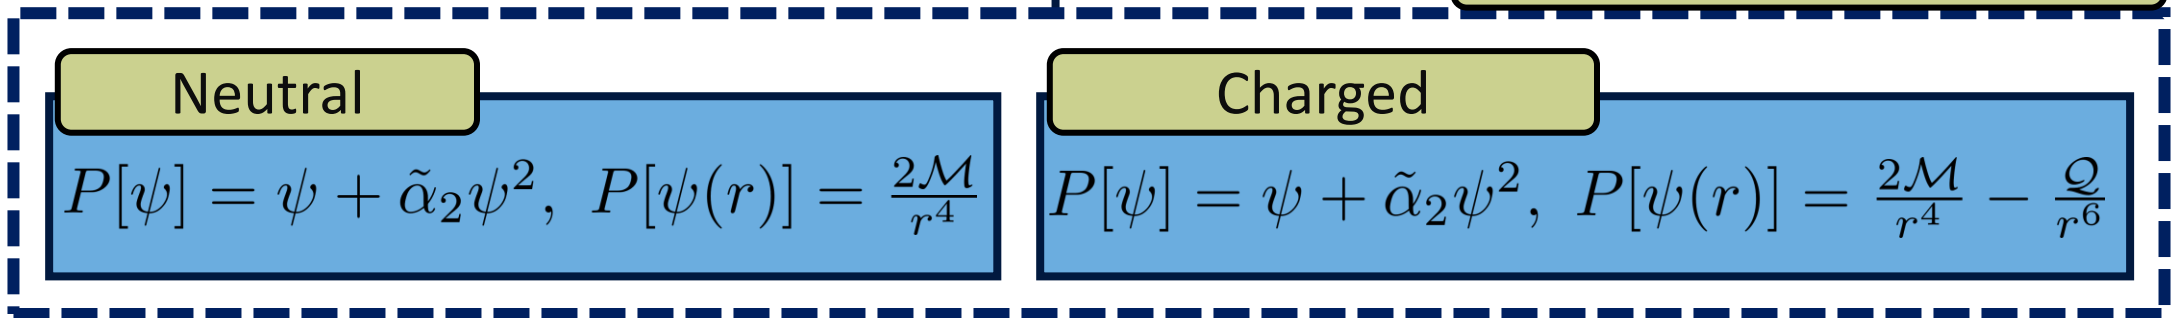 Neutral
P[ψ] = ψ + α̃₂ψ², P[ψ(r)] = 2ℳ/r⁴
Charged
P[ψ] = ψ + α̃₂ψ², P[ψ(r)] = 2ℳ/r⁴ − 𝒬/r⁶